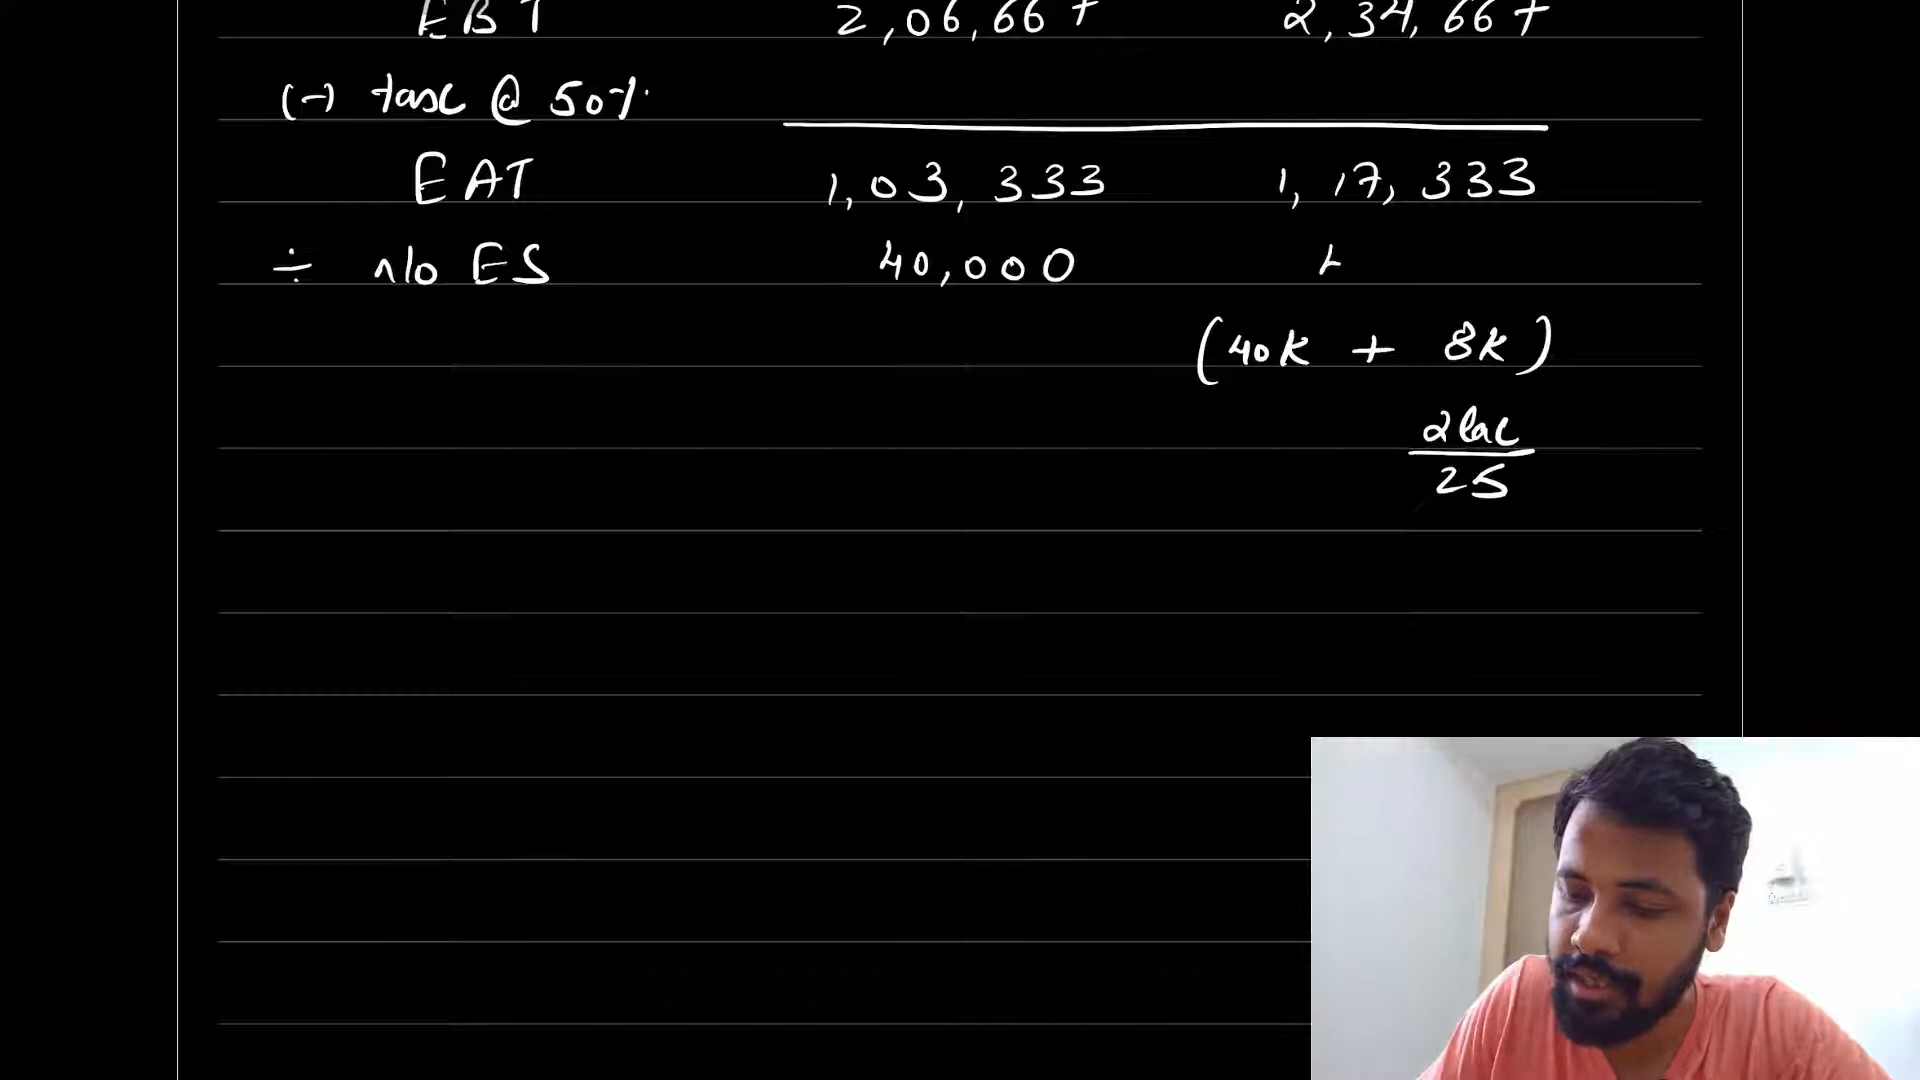 EBT 2,06,667 2,34,667
(-) tax @ 50%
EAT 1,03,333 1,17,333
÷ n/o ES 40,000
(40k + 8k)
2lac
25